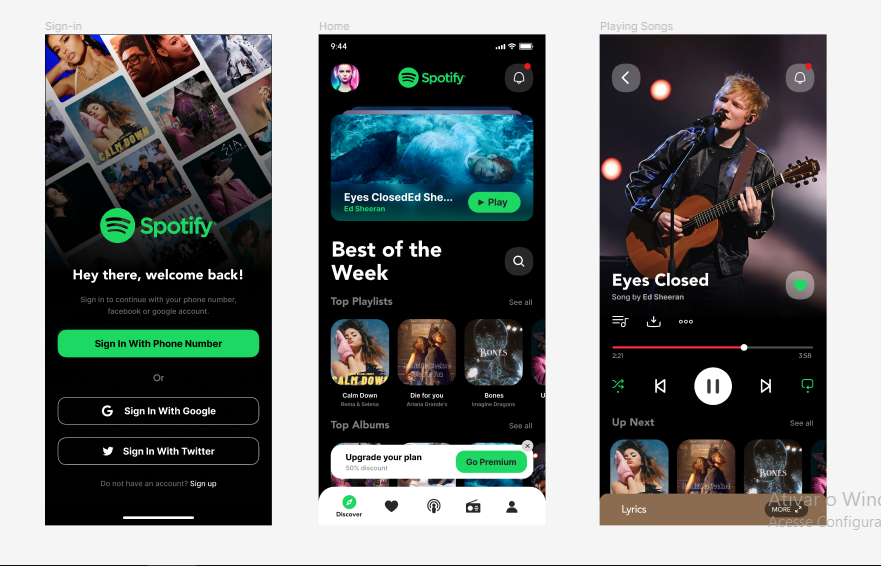 Sign-in
CALM DOWN
Spotify
Hey there, welcome back!
Sign in to continue with your phone number,
facebook or google account.
Sign In With Phone Number
Or
Sign In With Google
Sign In With Twitter
Do not have an account? Sign up
Home
9:44
Spotify
Eyes ClosedEd She...
Ed Sheeran
Play
Best of the
Week
Top Playlists
See all
CALM DOWN
BONES
Calm Down
Rema & Selena
Die for you
Ariana Grande's
Bones
Imagine Dragons
U
Top Albums
See all
Upgrade your plan
50% discount
Go Premium
Discover
Playing Songs
Eyes Closed
Song by Ed Sheeran
2:21
3:58
Up Next
See all
CALM DOWN
BONES
Lyrics
MORE
Ativar o Wind
Acesse Configura